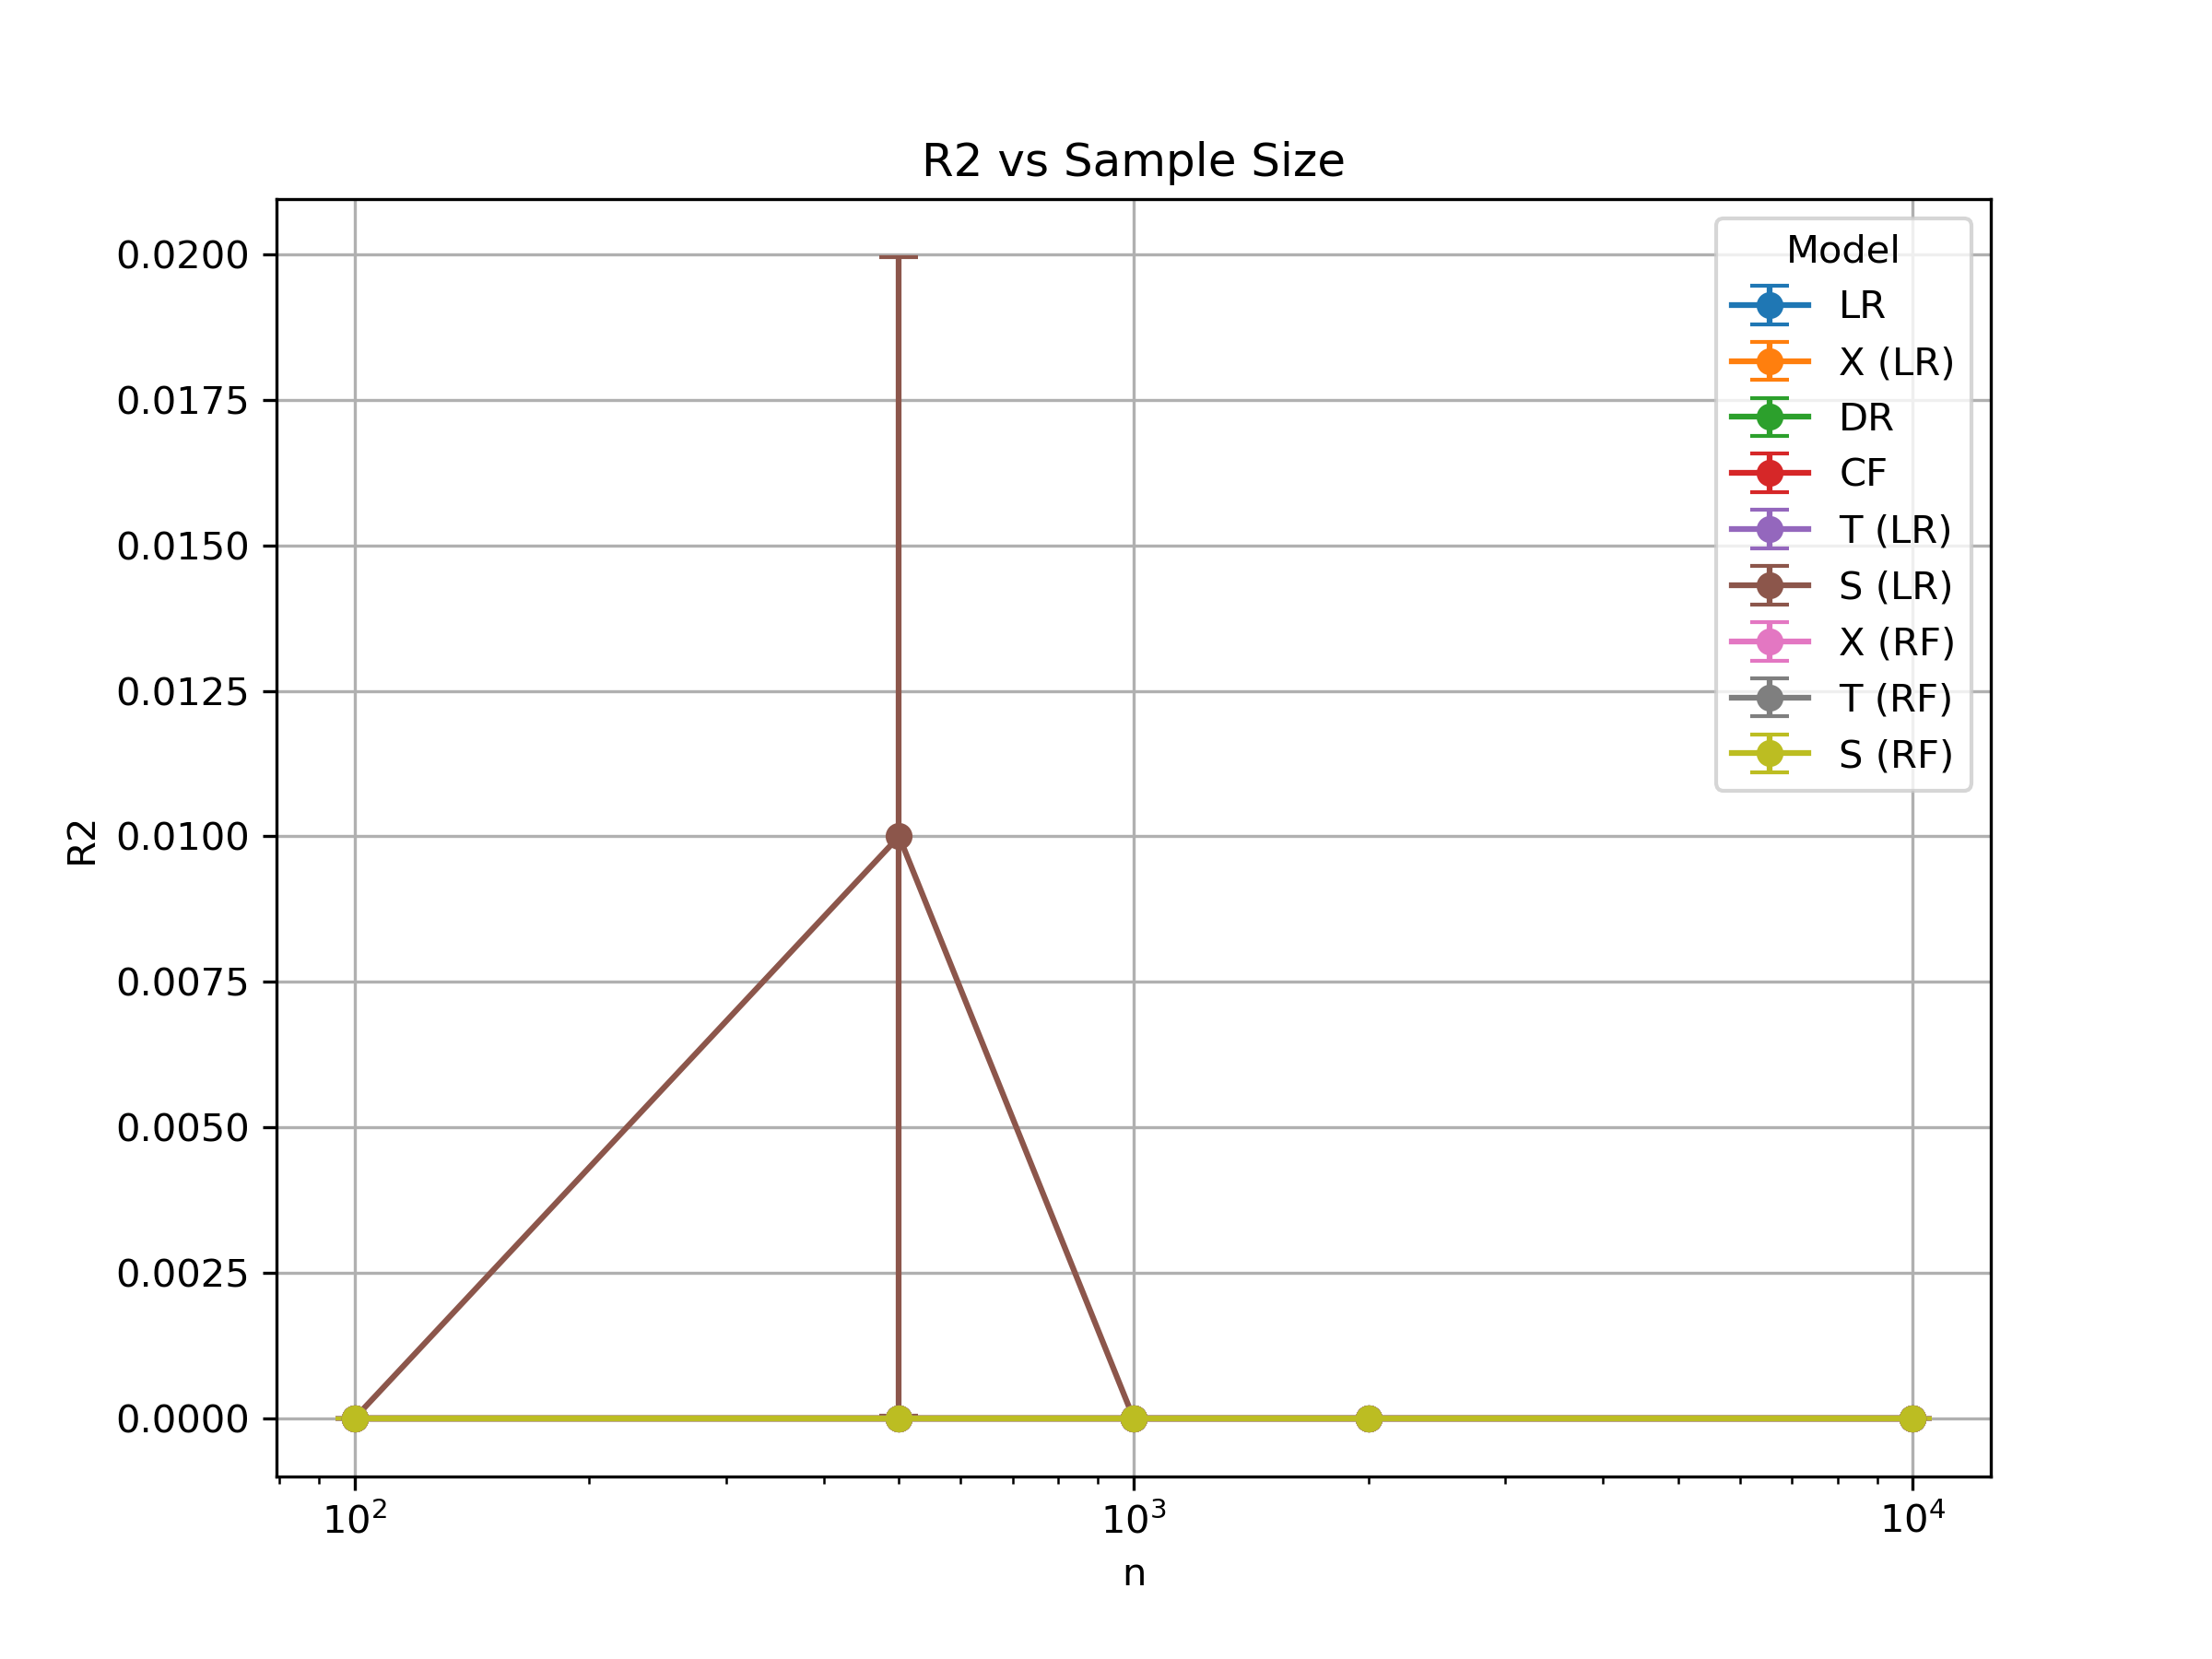 R2 vs Sample Size
R2
0.0200
0.0175
0.0150
0.0125
0.0100
0.0075
0.0050
0.0025
0.0000
Model
LR
X (LR)
DR
CF
T (LR)
S (LR)
X (RF)
T (RF)
S (RF)
10²
10³
10⁴
n